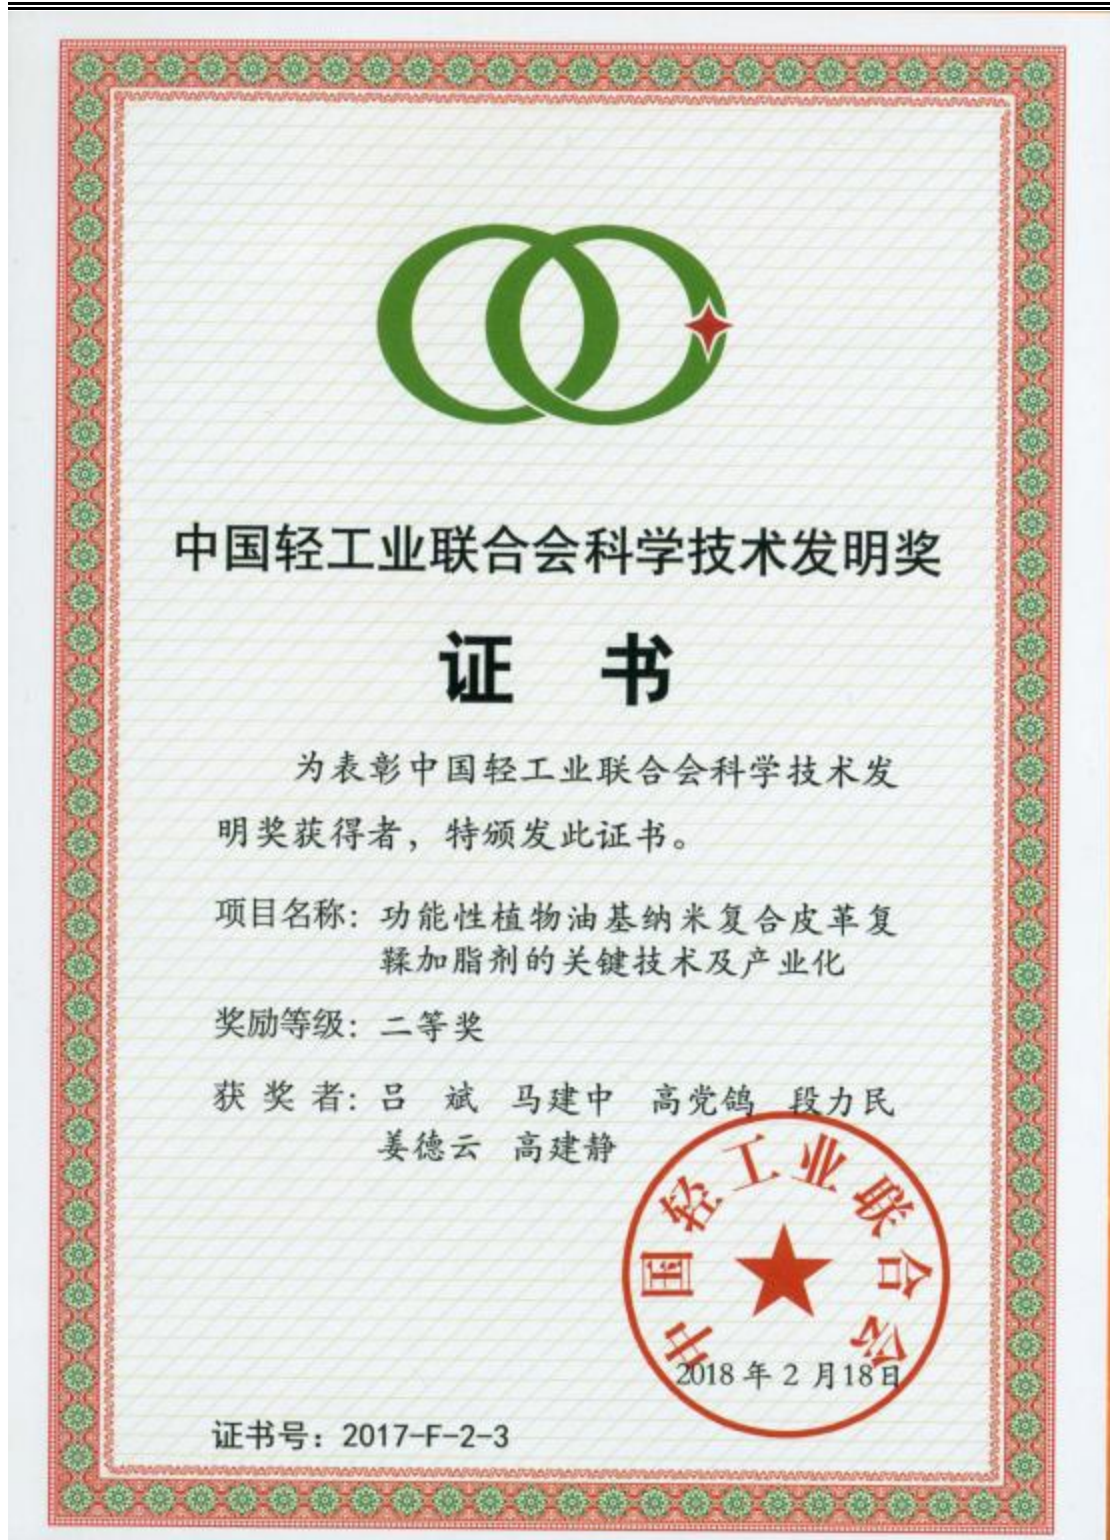 中国轻工业联合会科学技术发明奖
证 书
为表彰中国轻工业联合会科学技术发
明奖获得者，特颁发此证书。
项目名称：功能性植物油基纳米复合皮革复
鞣加脂剂的关键技术及产业化
奖励等级：二等奖
获 奖 者：吕 斌 马建中 高党鸽 段力民
姜德云 高建静
中国轻工业联合会
2018 年 2 月18日
证书号：2017-F-2-3